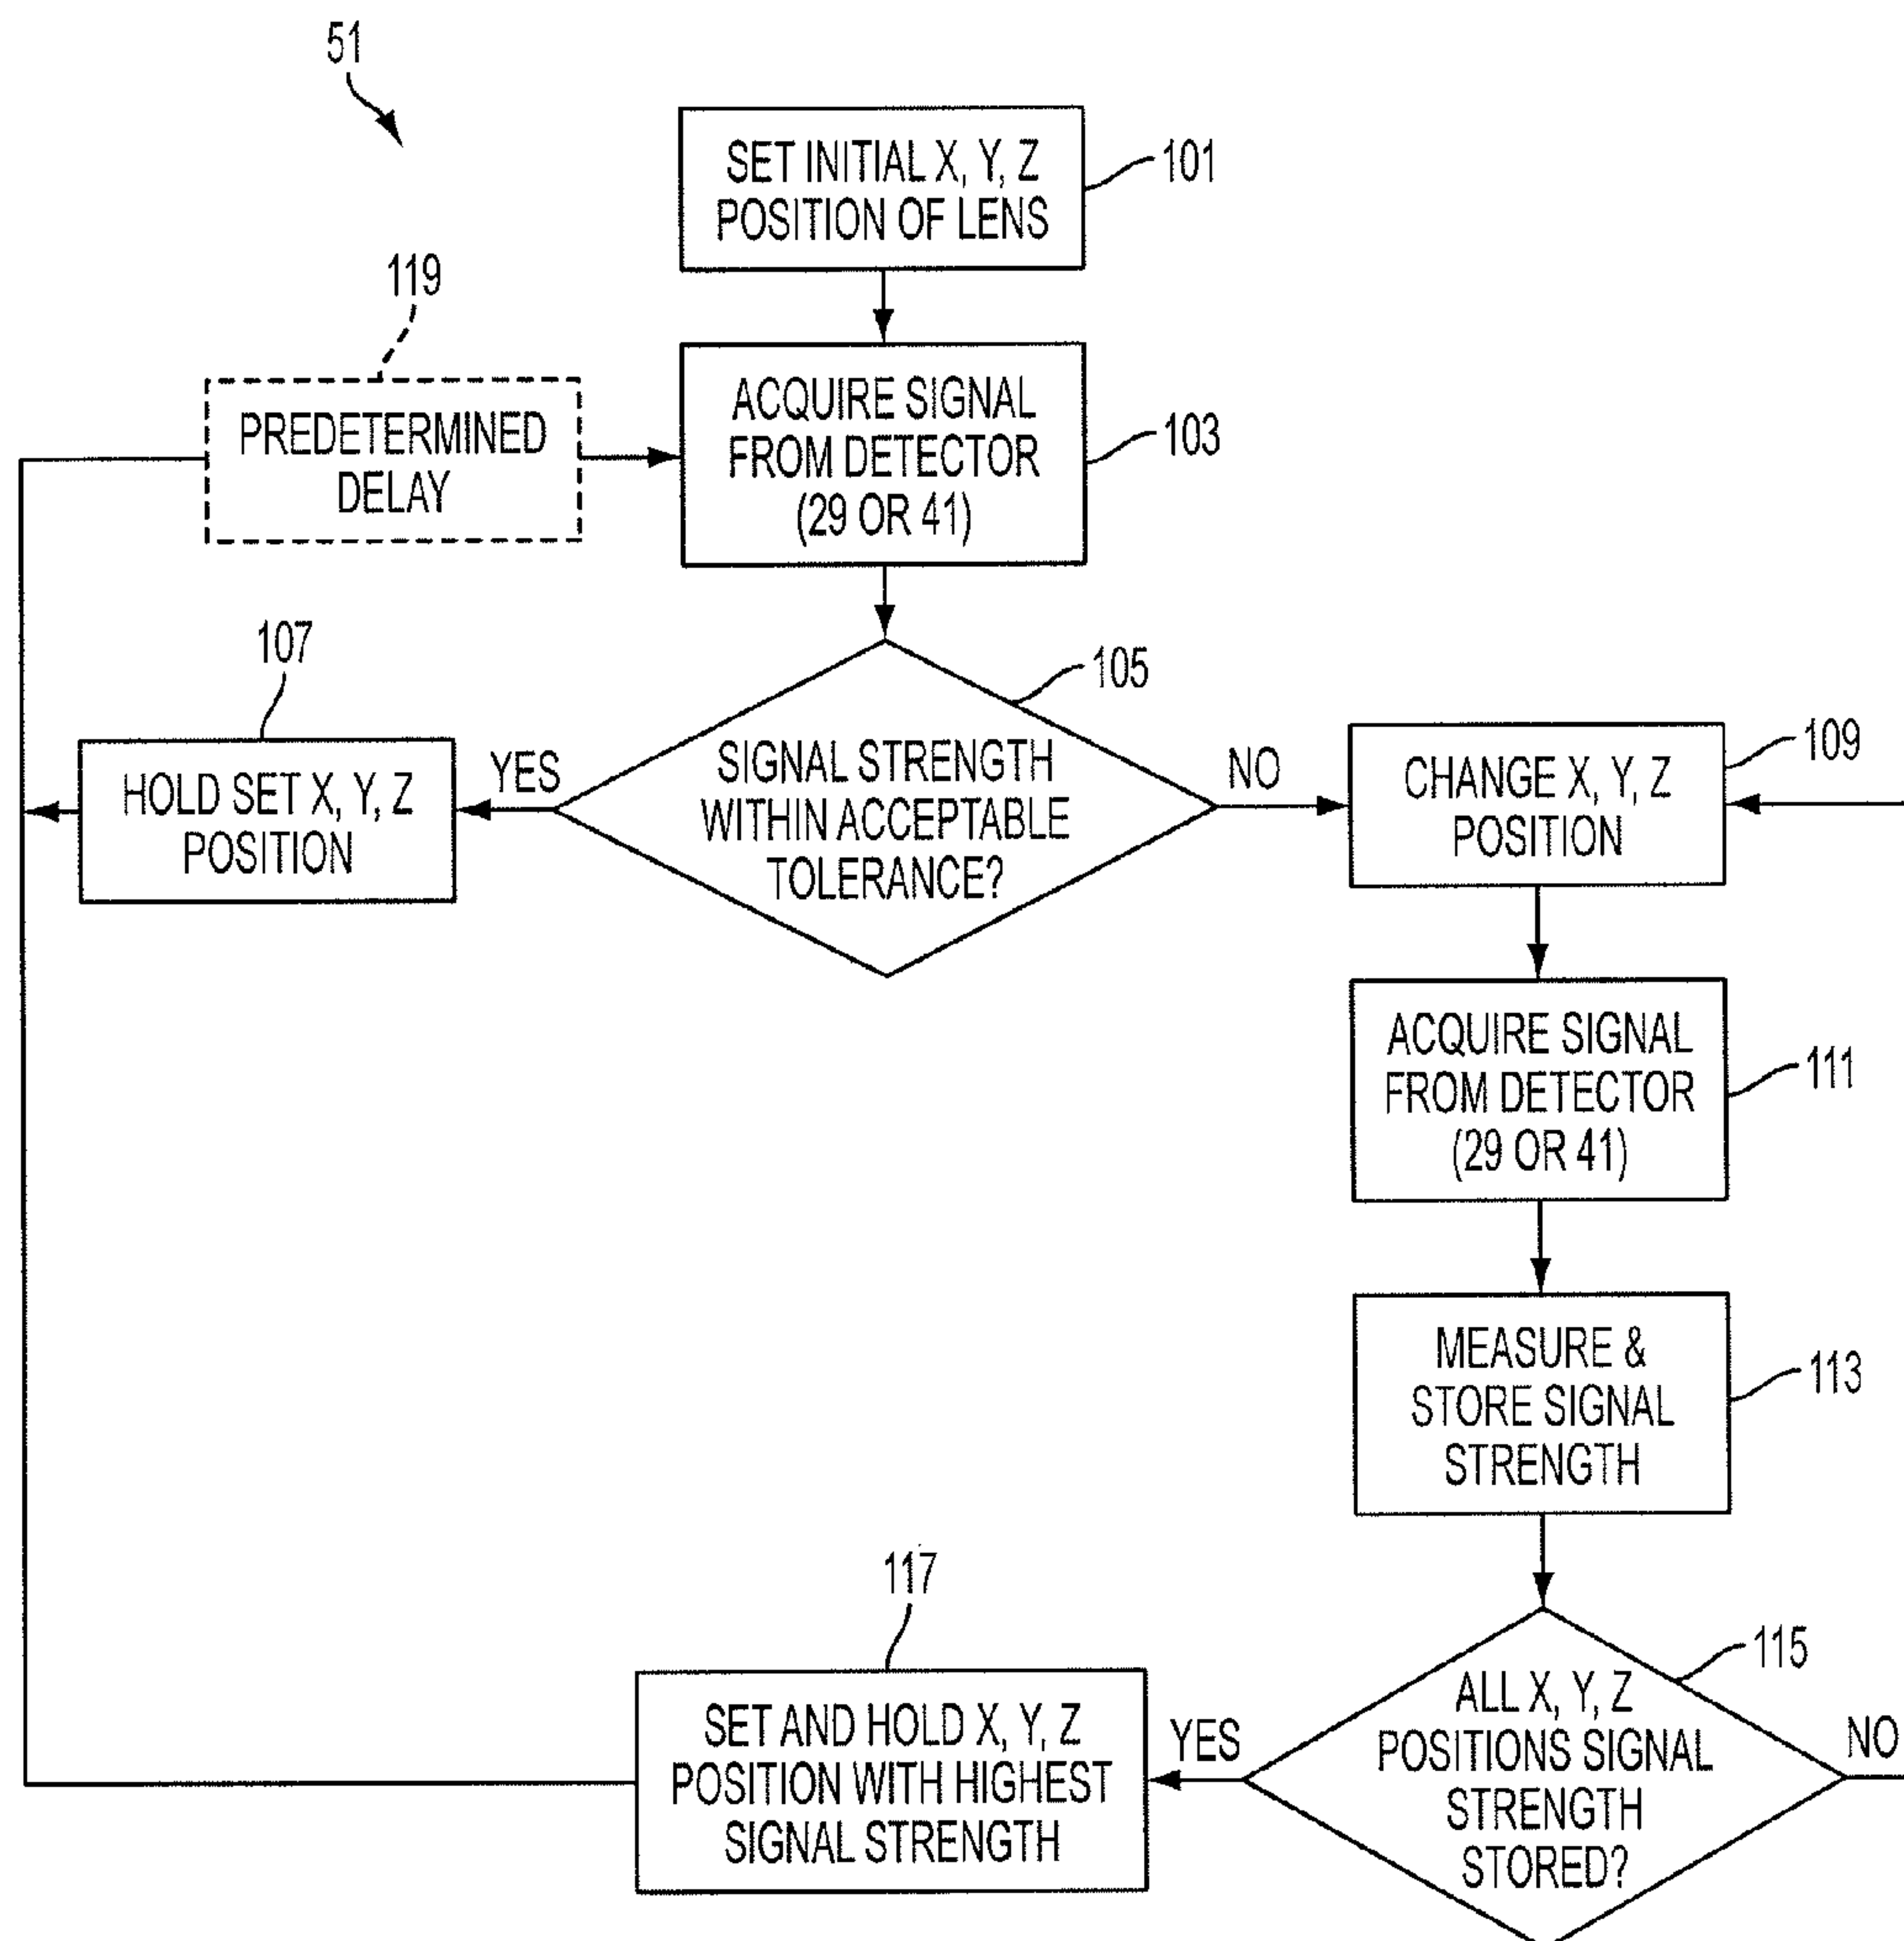 51
SET INITIAL X, Y, Z
POSITION OF LENS
101
119
PREDETERMINED
DELAY
ACQUIRE SIGNAL
FROM DETECTOR
(29 OR 41)
103
107
HOLD SET X, Y, Z
POSITION
YES
105
SIGNAL STRENGTH
WITHIN ACCEPTABLE
TOLERANCE?
NO
109
CHANGE X, Y, Z
POSITION
ACQUIRE SIGNAL
FROM DETECTOR
(29 OR 41)
111
MEASURE &
STORE SIGNAL
STRENGTH
113
117
SET AND HOLD X, Y, Z
POSITION WITH HIGHEST
SIGNAL STRENGTH
YES
115
ALL X, Y, Z
POSITIONS SIGNAL
STRENGTH
STORED?
NO